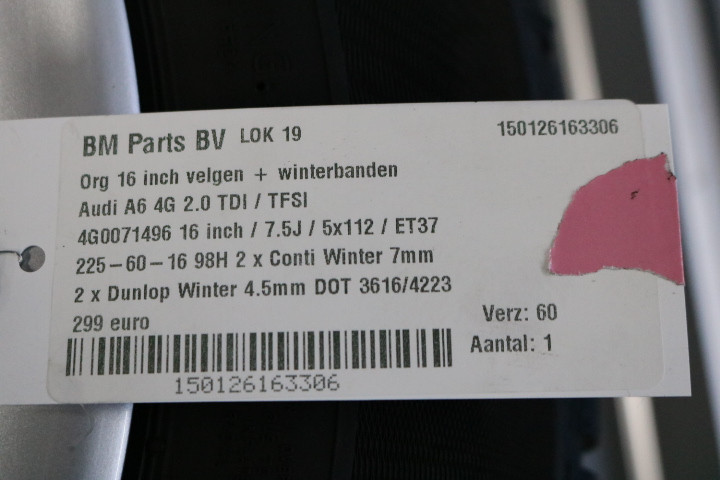 BM Parts BV LOK 19 150126163306
Org 16 inch velgen + winterbanden
Audi A6 4G 2.0 TDI / TFSI
4G0071496 16 inch / 7.5J / 5x112 / ET37
225-60-16 98H 2 x Conti Winter 7mm
2 x Dunlop Winter 4.5mm DOT 3616/4223
299 euro Verz: 60
Aantal: 1
150126163306